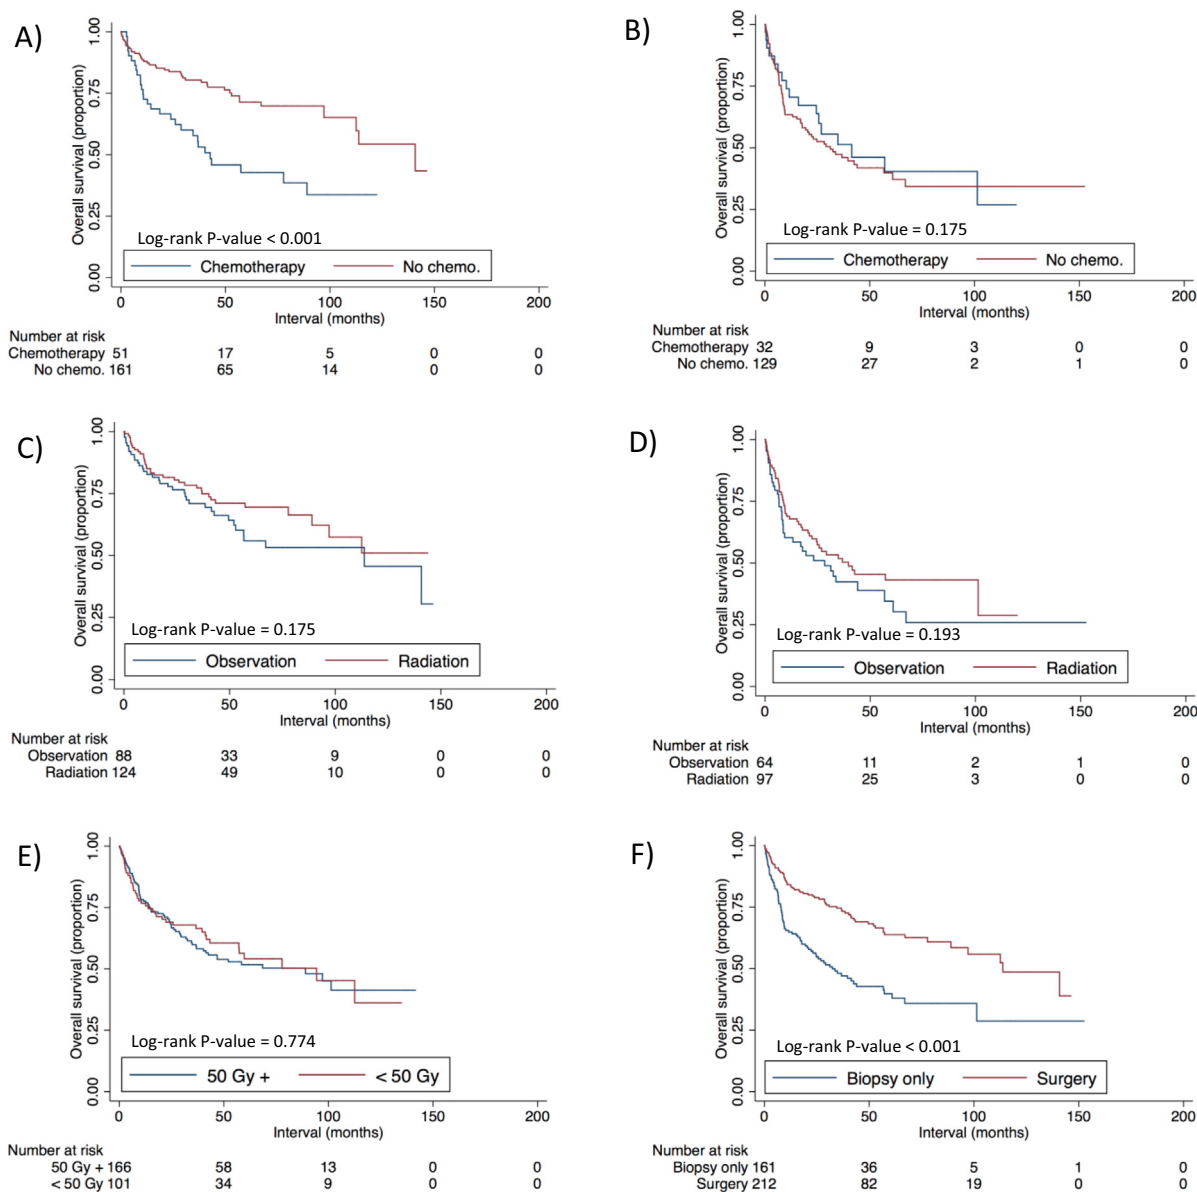 A)
Overall survival (proportion)
1.00
0.75
0.50
0.25
0.00
Log-rank P-value < 0.001
Chemotherapy No chemo.
0 50 100 150 200
Interval (months)
Number at risk
Chemotherapy 51 17 5 0 0
No chemo. 161 65 14 0 0
B)
Overall survival (proportion)
1.00
0.75
0.50
0.25
0.00
Log-rank P-value = 0.175
Chemotherapy No chemo.
0 50 100 150 200
Interval (months)
Number at risk
Chemotherapy 32 9 3 0 0
No chemo. 129 27 2 1 0
C)
Overall survival (proportion)
1.00
0.75
0.50
0.25
0.00
Log-rank P-value = 0.175
Observation Radiation
0 50 100 150 200
Interval (months)
Number at risk
Observation 88 33 9 0 0
Radiation 124 49 10 0 0
D)
Overall survival (proportion)
1.00
0.75
0.50
0.25
0.00
Log-rank P-value = 0.193
Observation Radiation
0 50 100 150 200
Interval (months)
Number at risk
Observation 64 11 2 1 0
Radiation 97 25 3 0 0
E)
Overall survival (proportion)
1.00
0.75
0.50
0.25
0.00
Log-rank P-value = 0.774
50 Gy + < 50 Gy
0 50 100 150 200
Interval (months)
Number at risk
50 Gy + 166 58 13 0 0
< 50 Gy 101 34 9 0 0
F)
Overall survival (proportion)
1.00
0.75
0.50
0.25
0.00
Log-rank P-value < 0.001
Biopsy only Surgery
0 50 100 150 200
Interval (months)
Number at risk
Biopsy only 161 36 5 1 0
Surgery 212 82 19 0 0